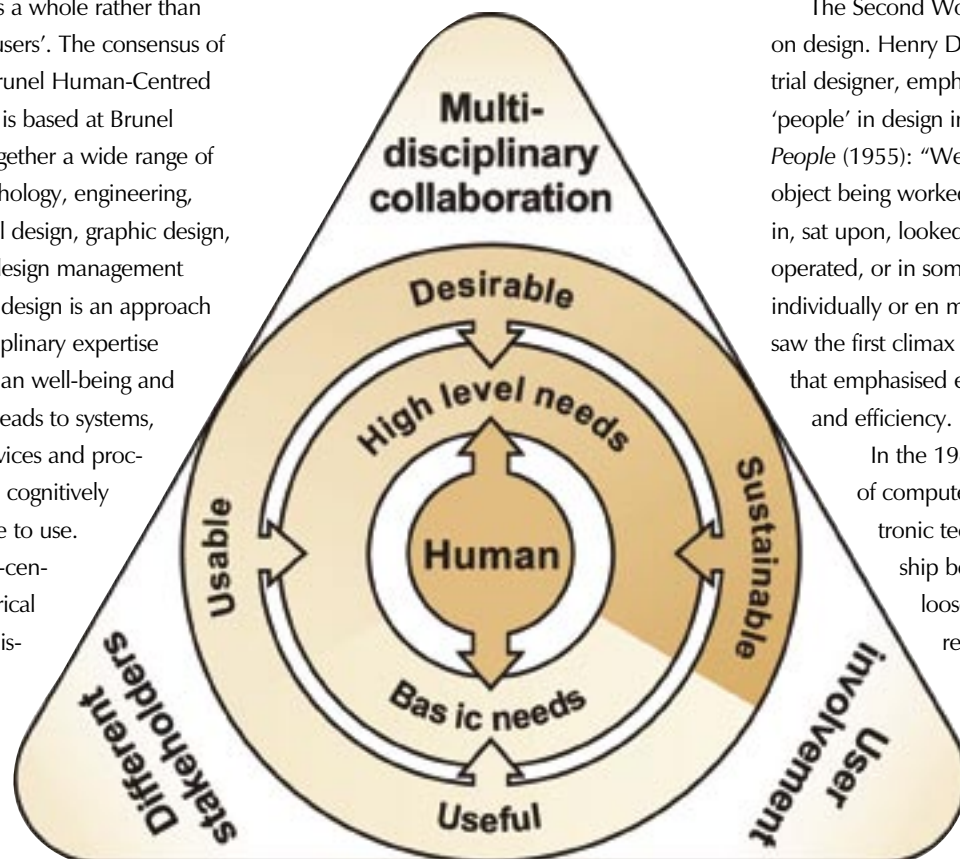 s a whole rather than
users’. The consensus of
runel Human-Centred
is based at Brunel
gether a wide range of
hology, engineering,
l design, graphic design,
design management
design is an approach
plinary expertise
an well-being and
eads to systems,
vices and proc-
cognitively
e to use.
-cen-
rical
is-
Multi-
disciplinary
collaboration
Desirable
High level needs
Usable
Human
Sustainable
Bas ic needs
Useful
Different
stakeholders
User
involvement
The Second Wo
on design. Henry D
trial designer, emph
‘people’ in design in
People (1955): “We
object being worked
in, sat upon, looked
operated, or in som
individually or en m
saw the first climax
that emphasised e
and efficiency.
In the 19
of compute
tronic tec
ship be
loos
re